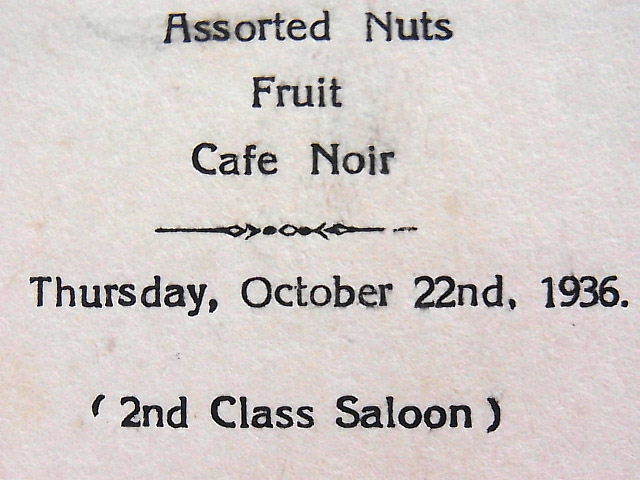 Assorted Nuts
Fruit
Cafe Noir
Thursday, October 22nd, 1936.
( 2nd Class Saloon )